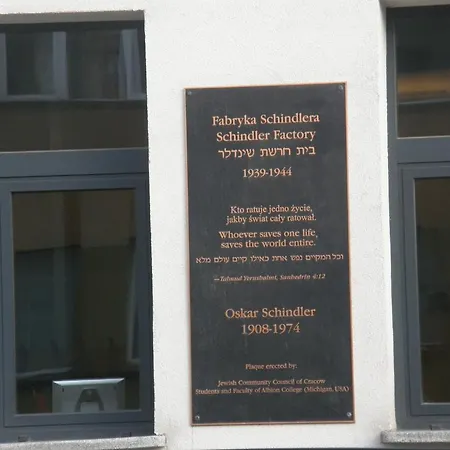 Fabryka Schindlera
Schindler Factory
בית חרשת שינדלר
1939-1944
Kto ratuje jedno życie,
jakby świat cały ratował.
Whoever saves one life,
saves the world entire.
וכל המקיים נפש אחת כאילו קיים עולם מלא
—Talmud Yerushalmi, Sanhedrin 4:12
Oskar Schindler
1908-1974
Plaque erected by:
Jewish Community Council of Cracow
Students and Faculty of Albion College (Michigan, USA)